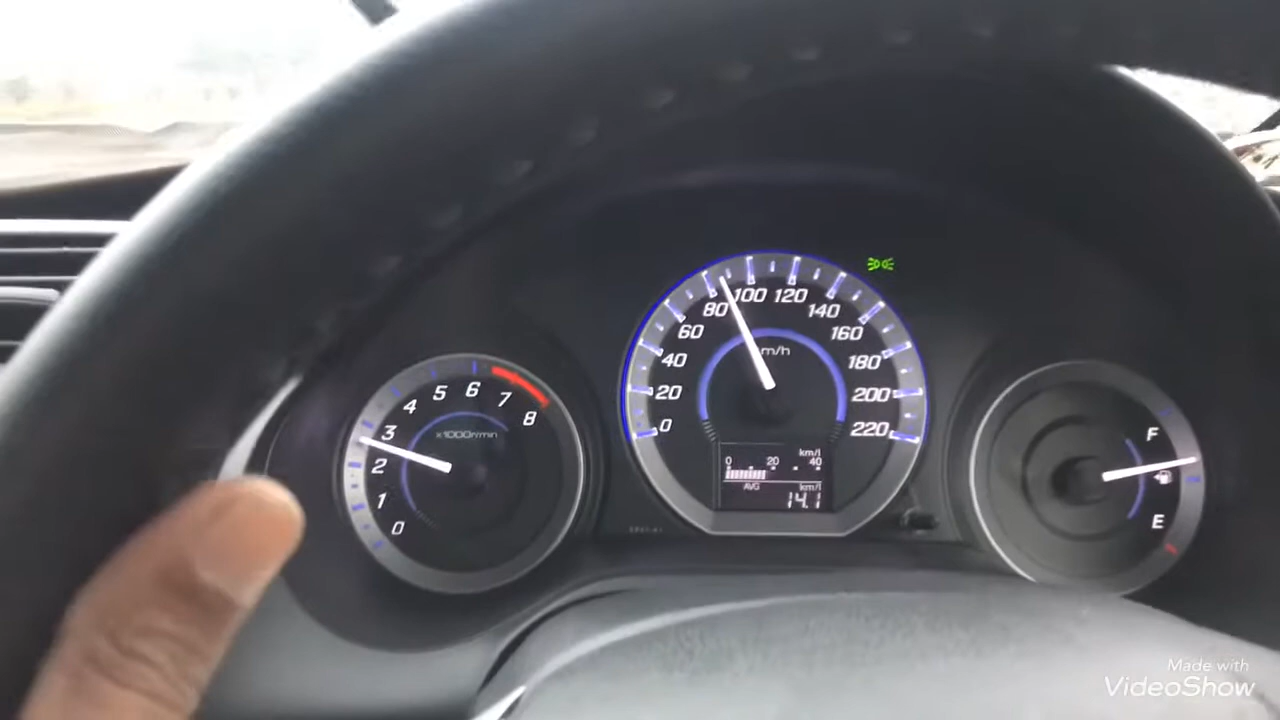 0 1 2 3 4 5 6 7 8
x1000r/min
0 20 40 60 80 100 120 140 160 180 200 220
m/h
km/l
0 20 40
AVG km/l
14.1
F
E
Made with
VideoShow